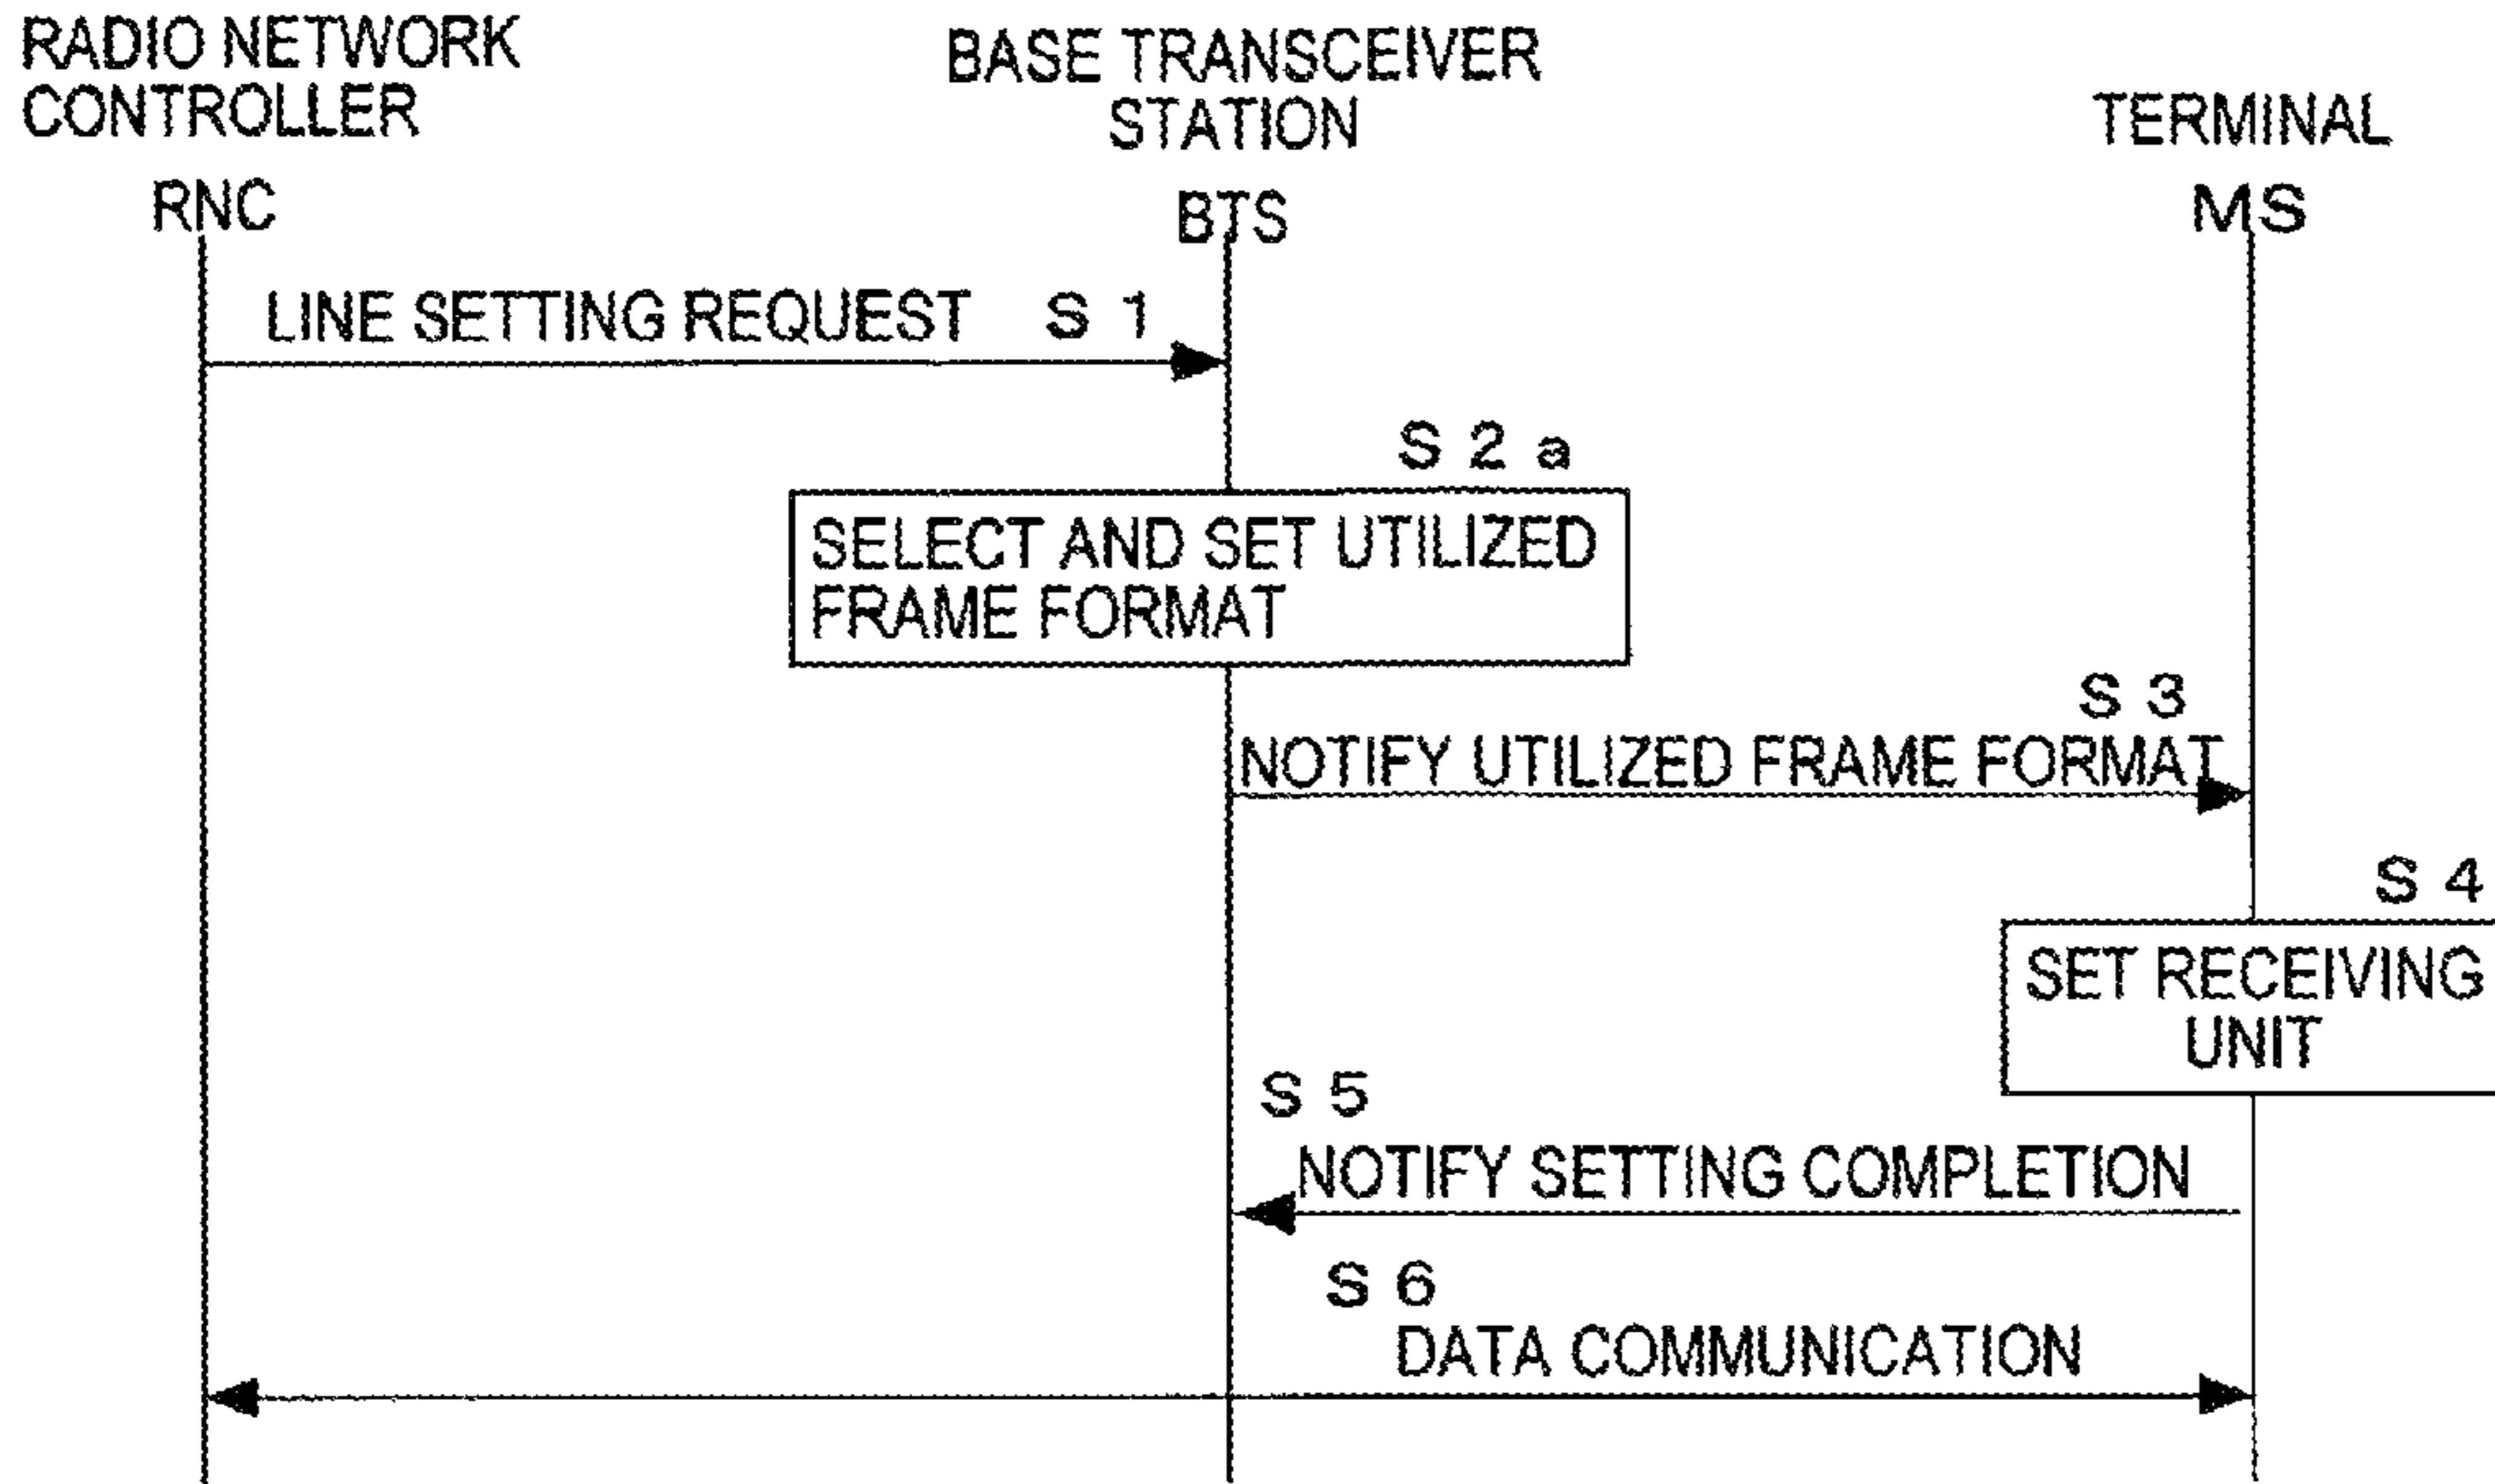 RADIO NETWORK
CONTROLLER
RNC
BASE TRANSCEIVER
STATION
BTS
TERMINAL
MS
LINE SETTING REQUEST S 1
S 2 a
SELECT AND SET UTILIZED
FRAME FORMAT
S 3
NOTIFY UTILIZED FRAME FORMAT
S 4
SET RECEIVING
UNIT
S 5
NOTIFY SETTING COMPLETION
S 6
DATA COMMUNICATION